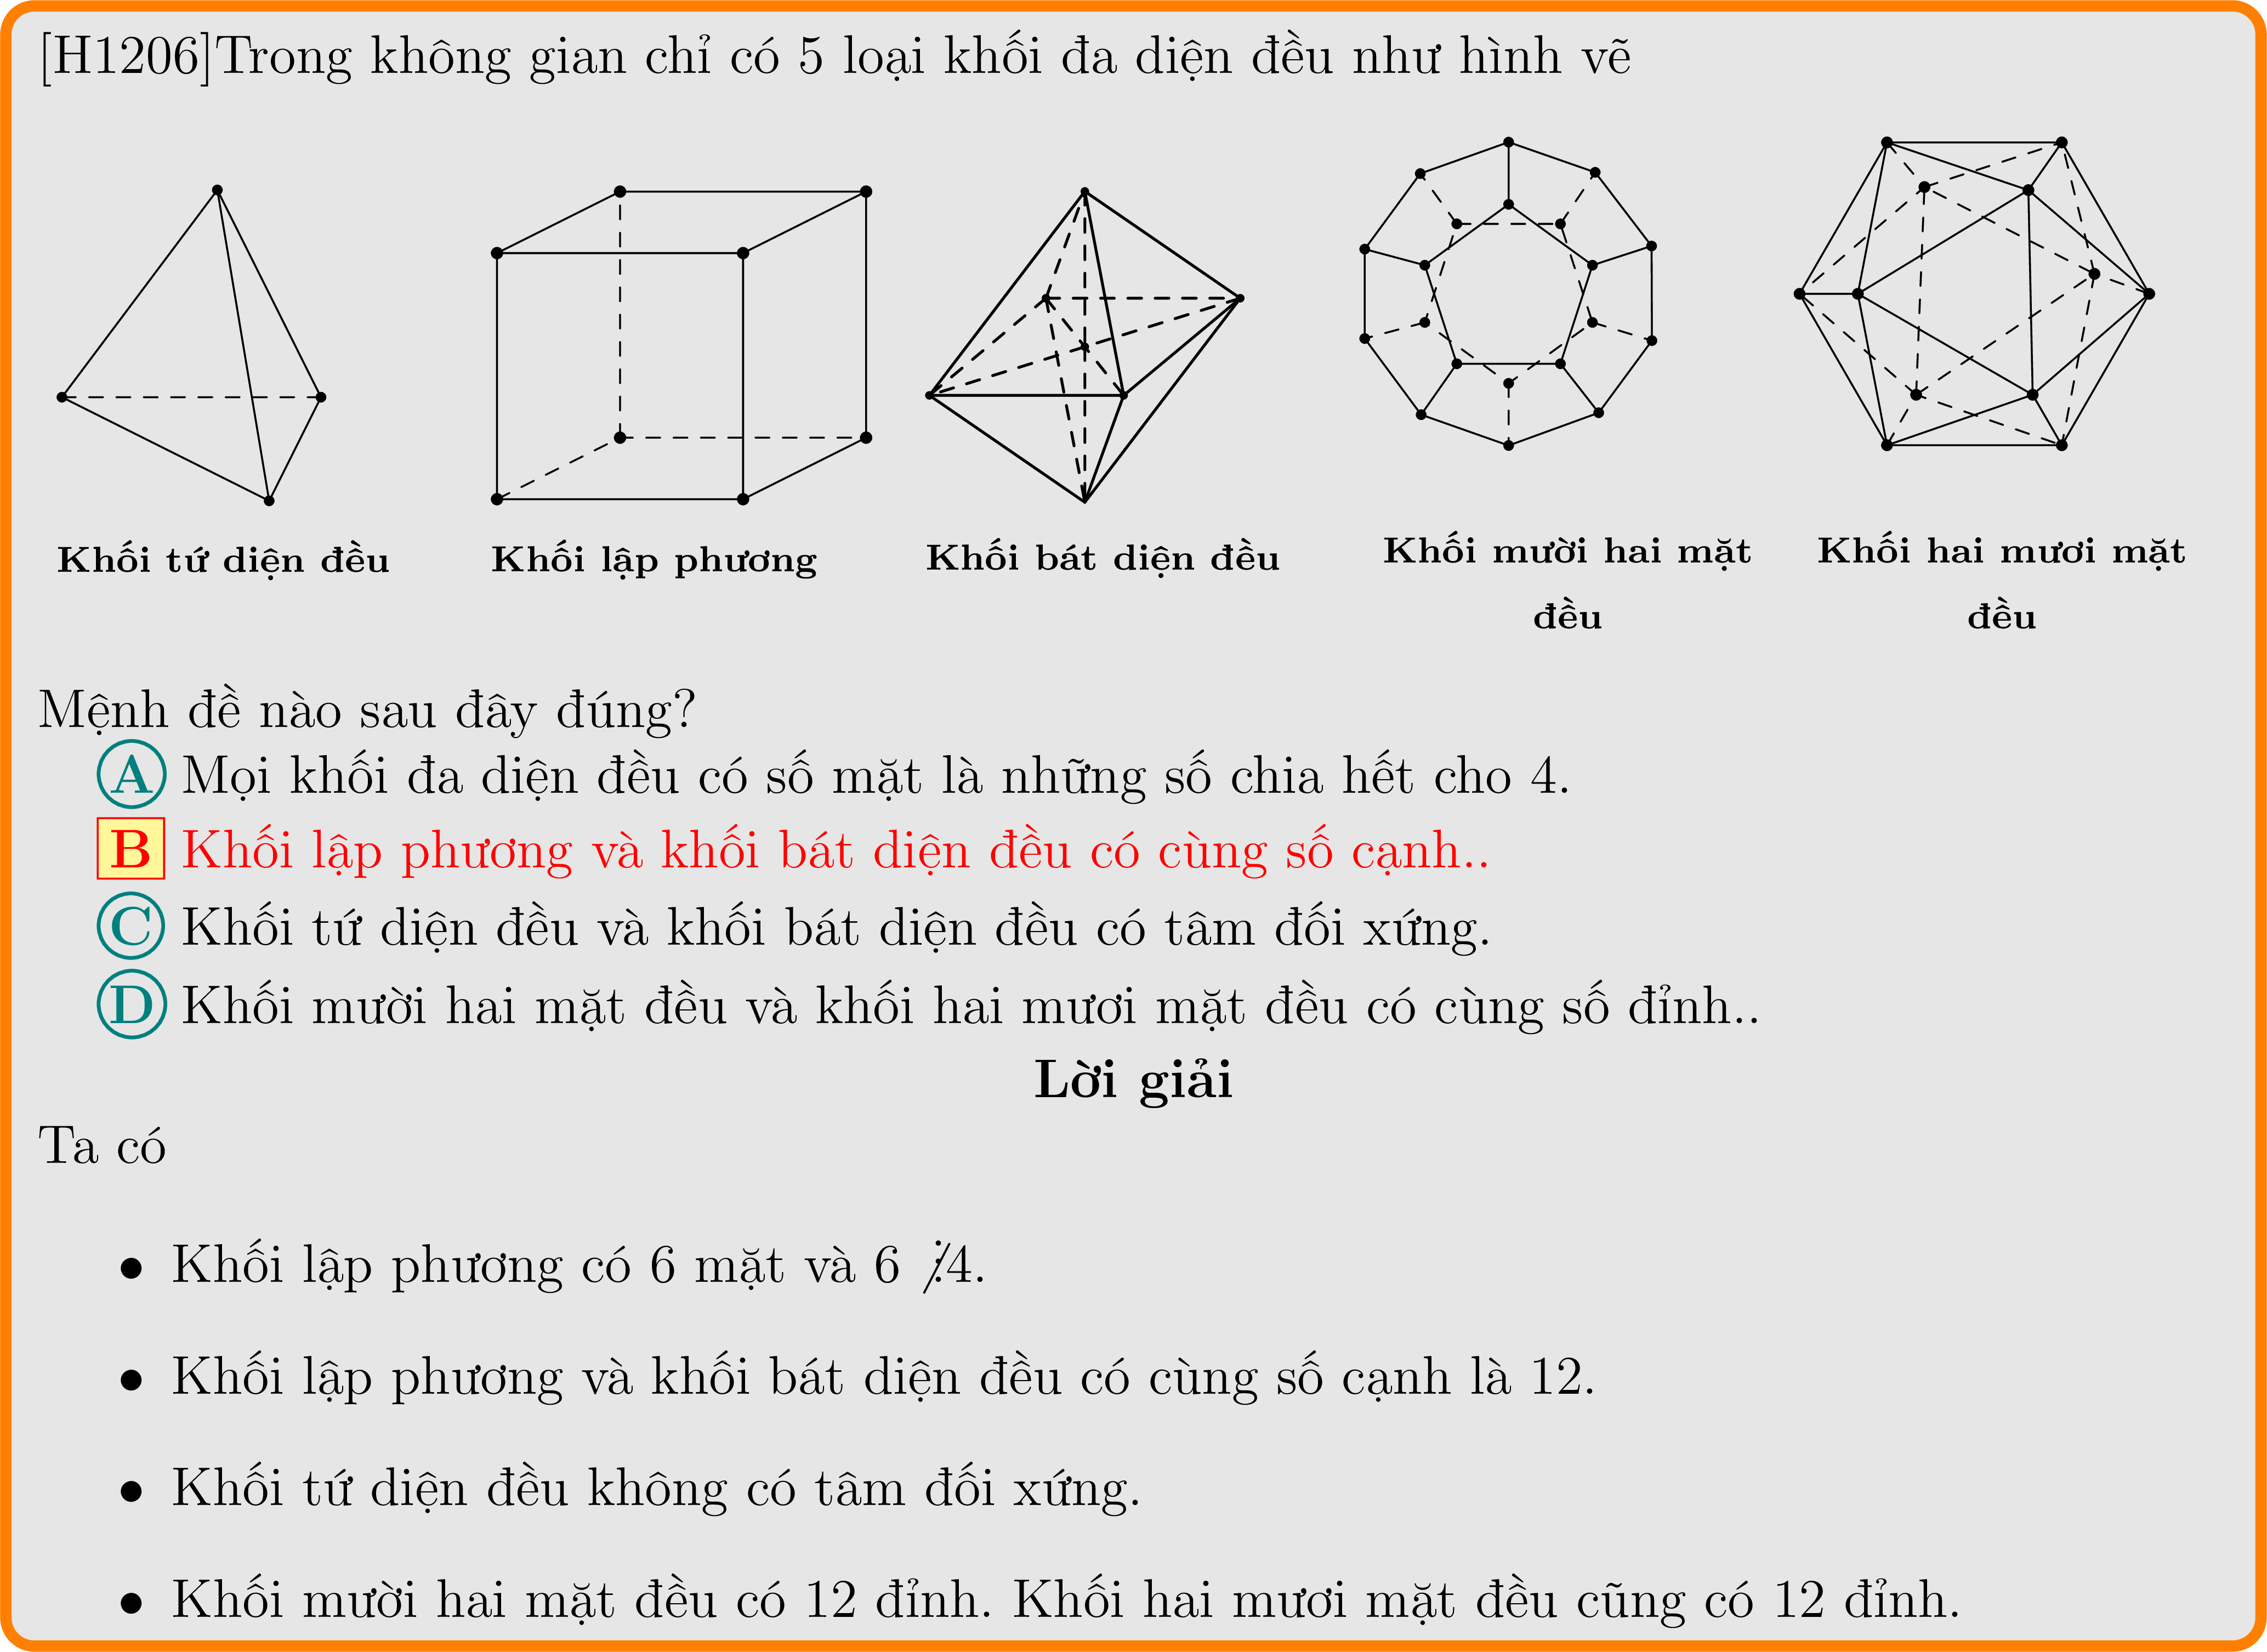 [H1206]Trong không gian chỉ có 5 loại khối đa diện đều như hình vẽ
Khối tứ diện đều
Khối lập phương
Khối bát diện đều
Khối mười hai mặt
đều
Khối hai mươi mặt
đều
Mệnh đề nào sau đây đúng?
A Mọi khối đa diện đều có số mặt là những số chia hết cho 4.
B Khối lập phương và khối bát diện đều có cùng số cạnh..
C Khối tứ diện đều và khối bát diện đều có tâm đối xứng.
D Khối mười hai mặt đều và khối hai mươi mặt đều có cùng số đỉnh..
Lời giải
Ta có
• Khối lập phương có 6 mặt và 6 ⋮̸4.
• Khối lập phương và khối bát diện đều có cùng số cạnh là 12.
• Khối tứ diện đều không có tâm đối xứng.
• Khối mười hai mặt đều có 12 đỉnh. Khối hai mươi mặt đều cũng có 12 đỉnh.